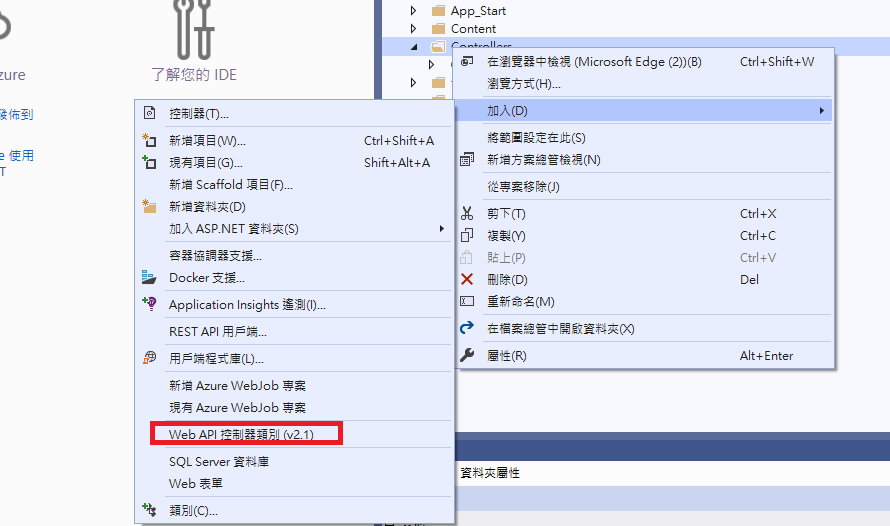 App_Start
Content
Controllers
zure
了解您的 IDE
發佈到
e 使用
T
在瀏覽器中檢視 (Microsoft Edge (2))(B) Ctrl+Shift+W
瀏覽方式(H)...
加入(D)
將範圍設定在此(S)
新增方案總管檢視(N)
從專案移除(J)
剪下(T) Ctrl+X
複製(Y) Ctrl+C
貼上(P) Ctrl+V
刪除(D) Del
重新命名(M)
在檔案總管中開啟資料夾(X)
屬性(R) Alt+Enter
控制器(T)...
新增項目(W)... Ctrl+Shift+A
現有項目(G)... Shift+Alt+A
新增 Scaffold 項目(F)...
新增資料夾(D)
加入 ASP.NET 資料夾(S)
容器協調器支援...
Docker 支援...
Application Insights 遙測(I)...
REST API 用戶端...
用戶端程式庫(L)...
新增 Azure WebJob 專案
現有 Azure WebJob 專案
Web API 控制器類別 (v2.1)
SQL Server 資料庫
Web 表單
類別(C)...
資料夾屬性